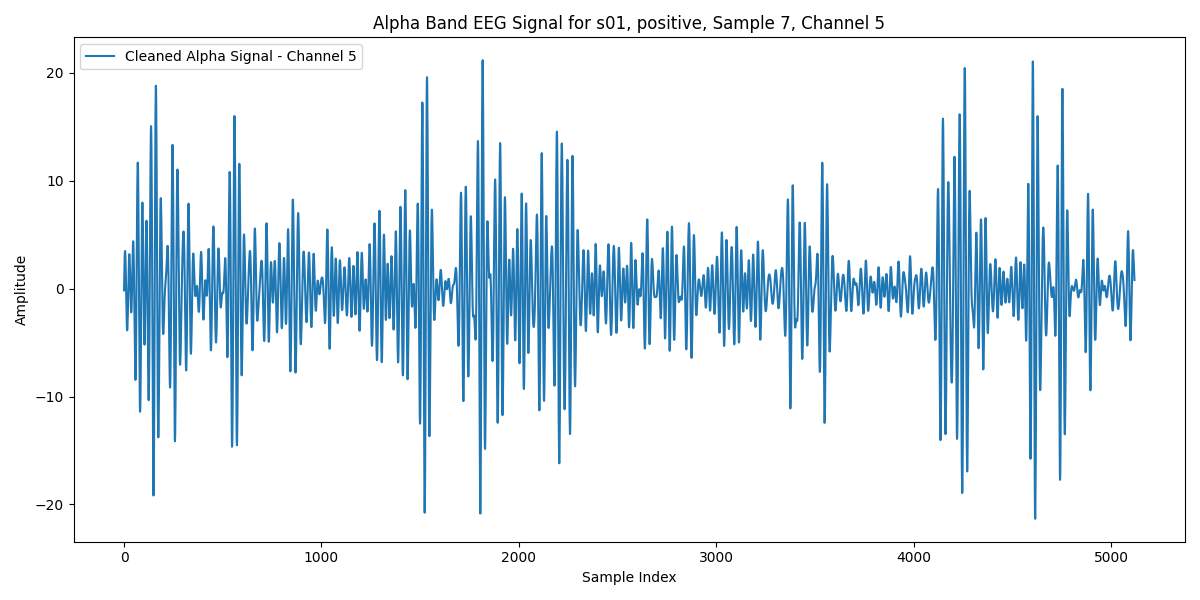 Alpha Band EEG Signal for s01, positive, Sample 7, Channel 5
Cleaned Alpha Signal - Channel 5
20
10
0
−10
−20
Amplitude
0 1000 2000 3000 4000 5000
Sample Index